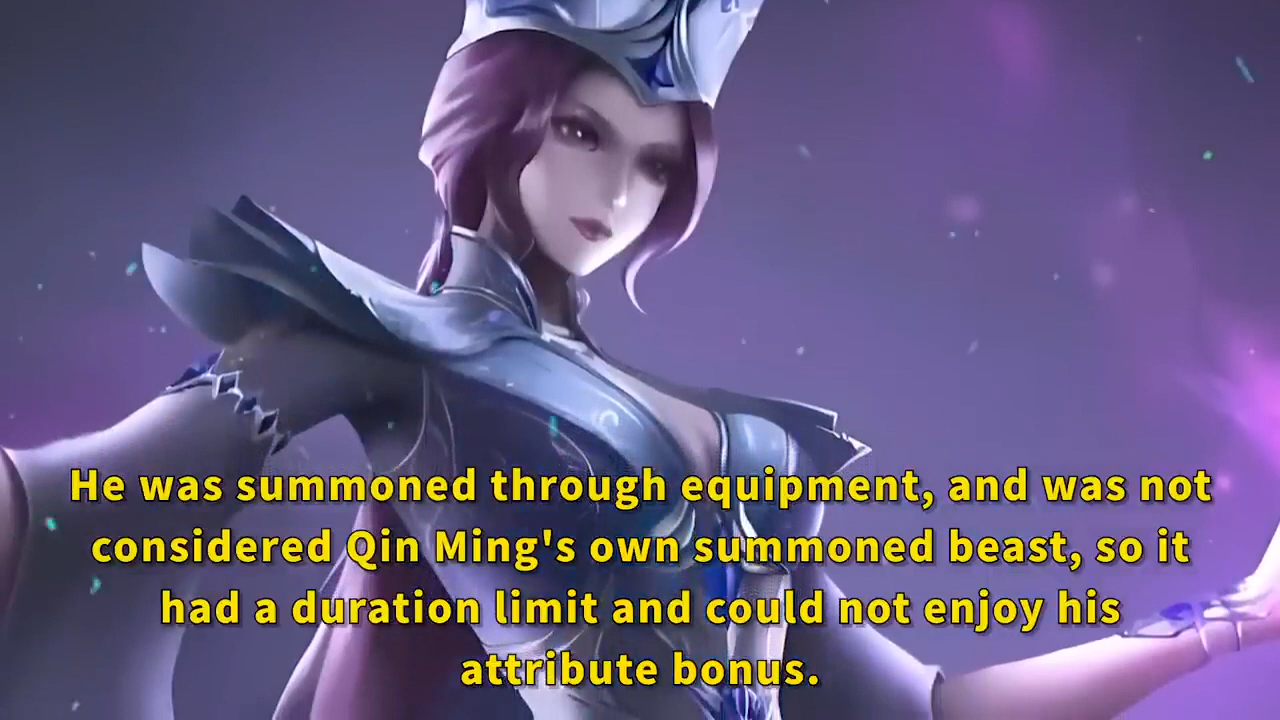 He was summoned through equipment, and was not
considered Qin Ming's own summoned beast, so it
had a duration limit and could not enjoy his
attribute bonus.